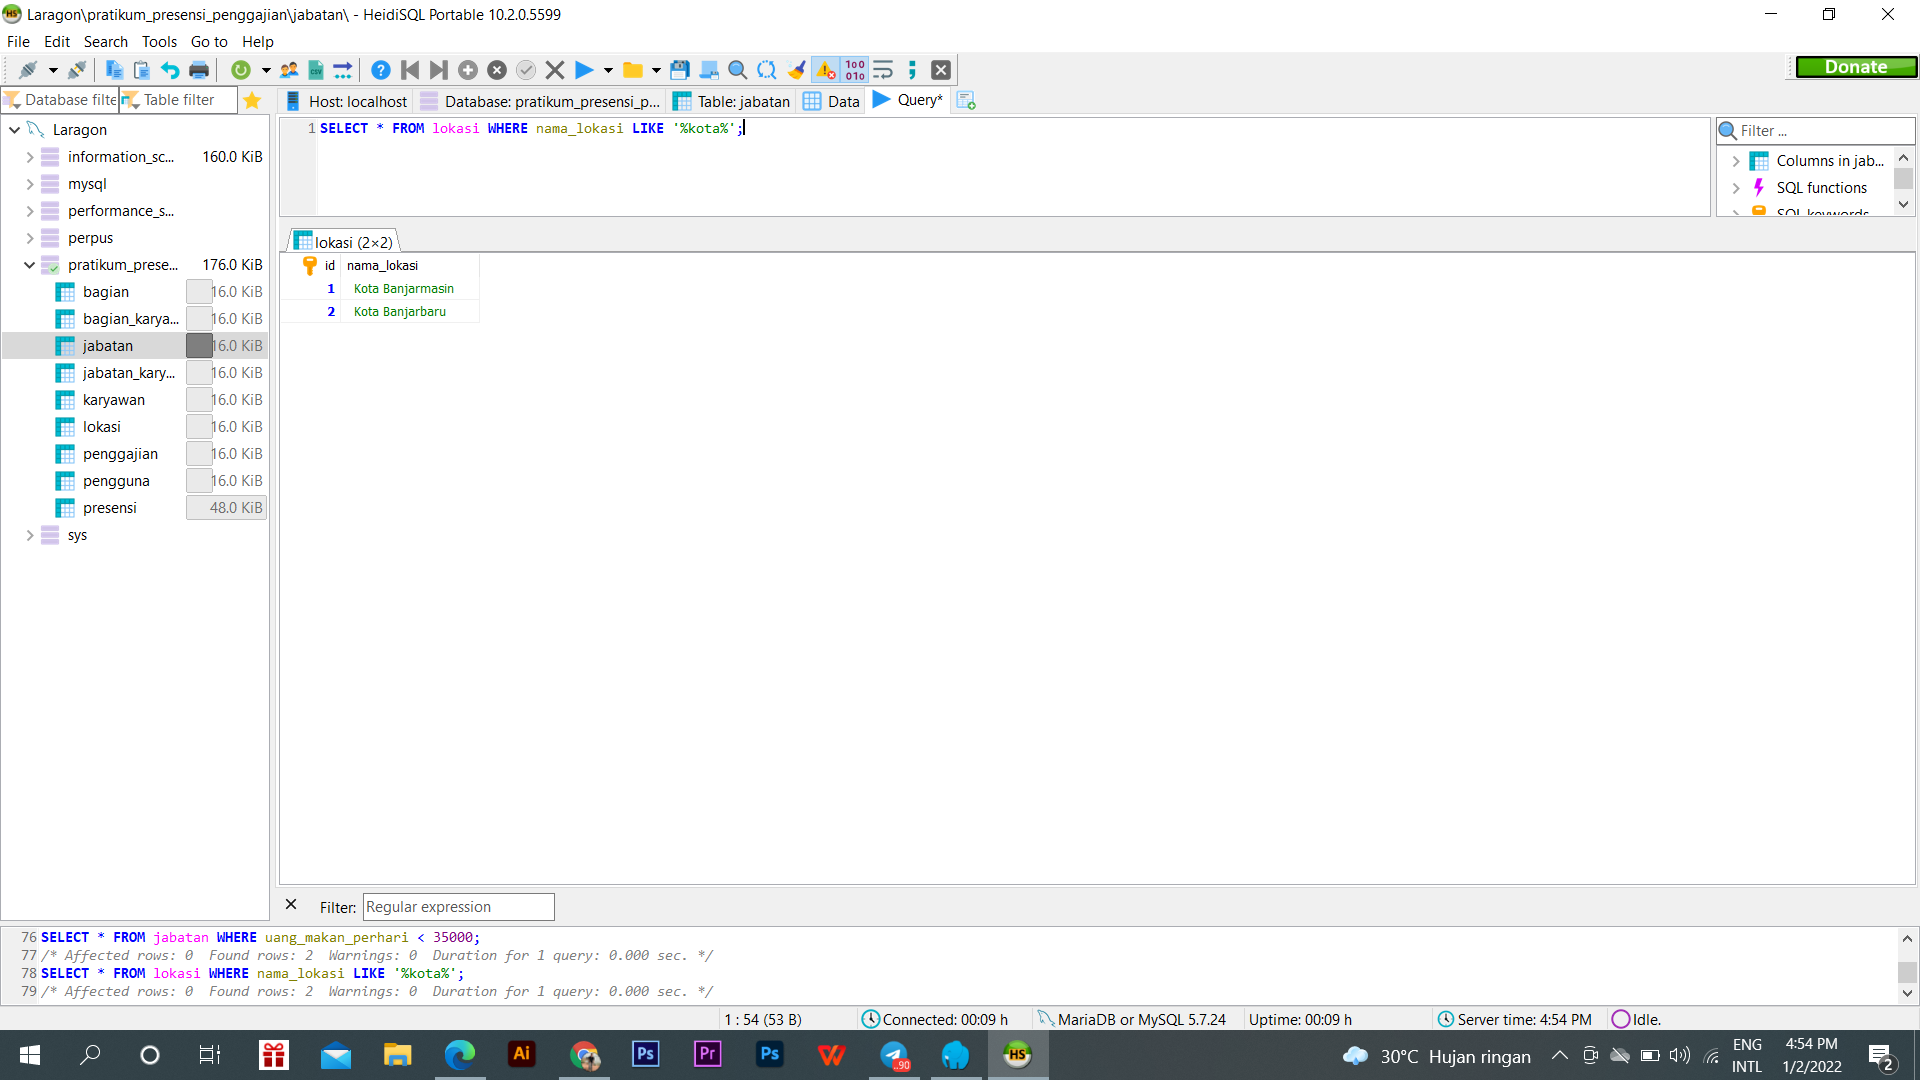 Laragon\pratikum_presensi_penggajian\jabatan\ - HeidiSQL Portable 10.2.0.5599
File Edit Search Tools Go to Help
Donate
Database filte Table filter
Host: localhost Database: pratikum_presensi_p... Table: jabatan Data Query*
Laragon
information_sc... 160.0 KiB
mysql
performance_s...
perpus
pratikum_prese... 176.0 KiB
bagian 16.0 KiB
bagian_karya... 16.0 KiB
jabatan 16.0 KiB
jabatan_kary... 16.0 KiB
karyawan 16.0 KiB
lokasi 16.0 KiB
penggajian 16.0 KiB
pengguna 16.0 KiB
presensi 48.0 KiB
sys
1 SELECT * FROM lokasi WHERE nama_lokasi LIKE '%kota%';
Filter ...
Columns in jab...
SQL functions
SQL keywords
lokasi (2×2)
id nama_lokasi
1 Kota Banjarmasin
2 Kota Banjarbaru
Filter: Regular expression
76 SELECT * FROM jabatan WHERE uang_makan_perhari < 35000;
77 /* Affected rows: 0 Found rows: 2 Warnings: 0 Duration for 1 query: 0.000 sec. */
78 SELECT * FROM lokasi WHERE nama_lokasi LIKE '%kota%';
79 /* Affected rows: 0 Found rows: 2 Warnings: 0 Duration for 1 query: 0.000 sec. */
1 : 54 (53 B) Connected: 00:09 h MariaDB or MySQL 5.7.24 Uptime: 00:09 h Server time: 4:54 PM Idle.
Ai Ps Pr Ps ..90 HS
30°C Hujan ringan
ENG
INTL
4:54 PM
1/2/2022
2